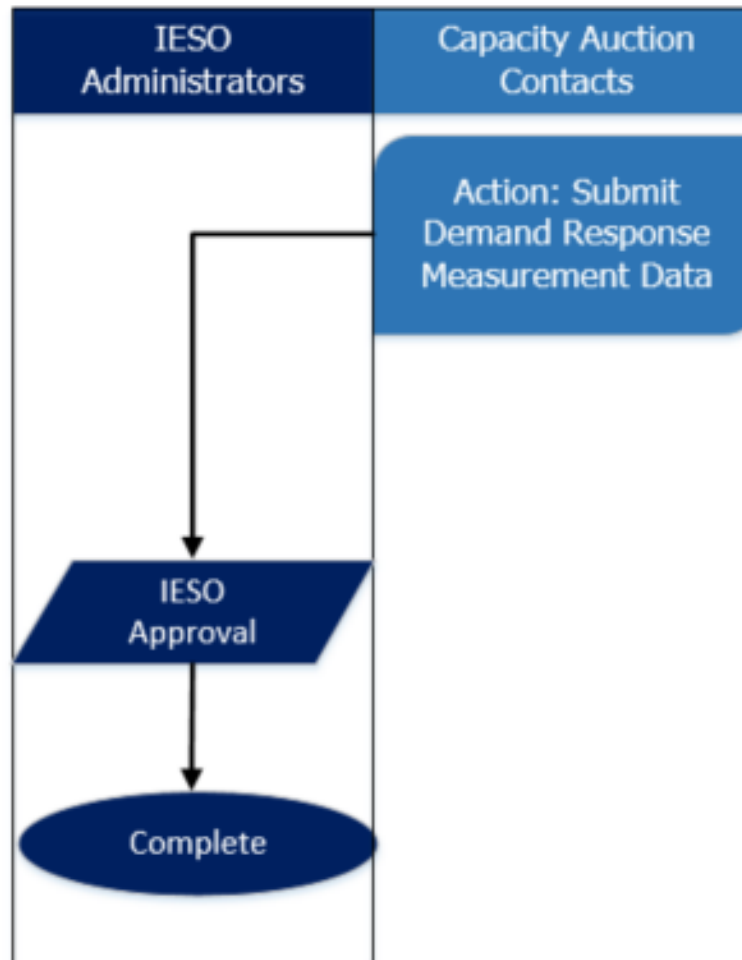 IESO
Administrators
Capacity Auction
Contacts
Action: Submit
Demand Response
Measurement Data
IESO
Approval
Complete